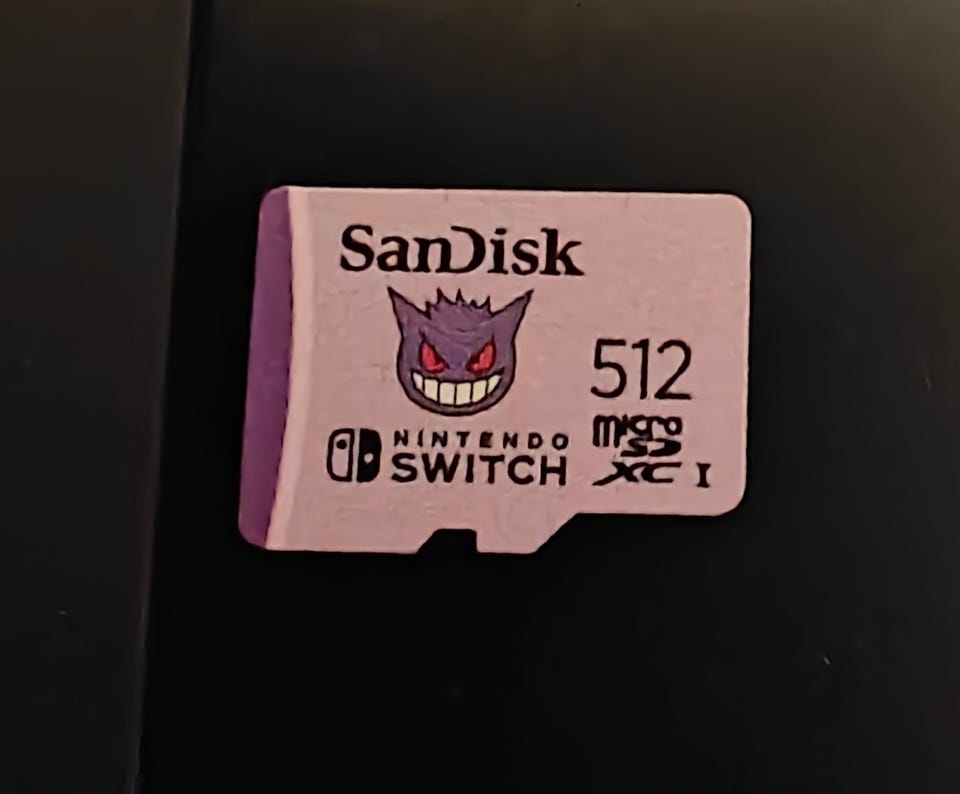 SanDisk
512
NINTENDO
SWITCH
micro
SD
XC I